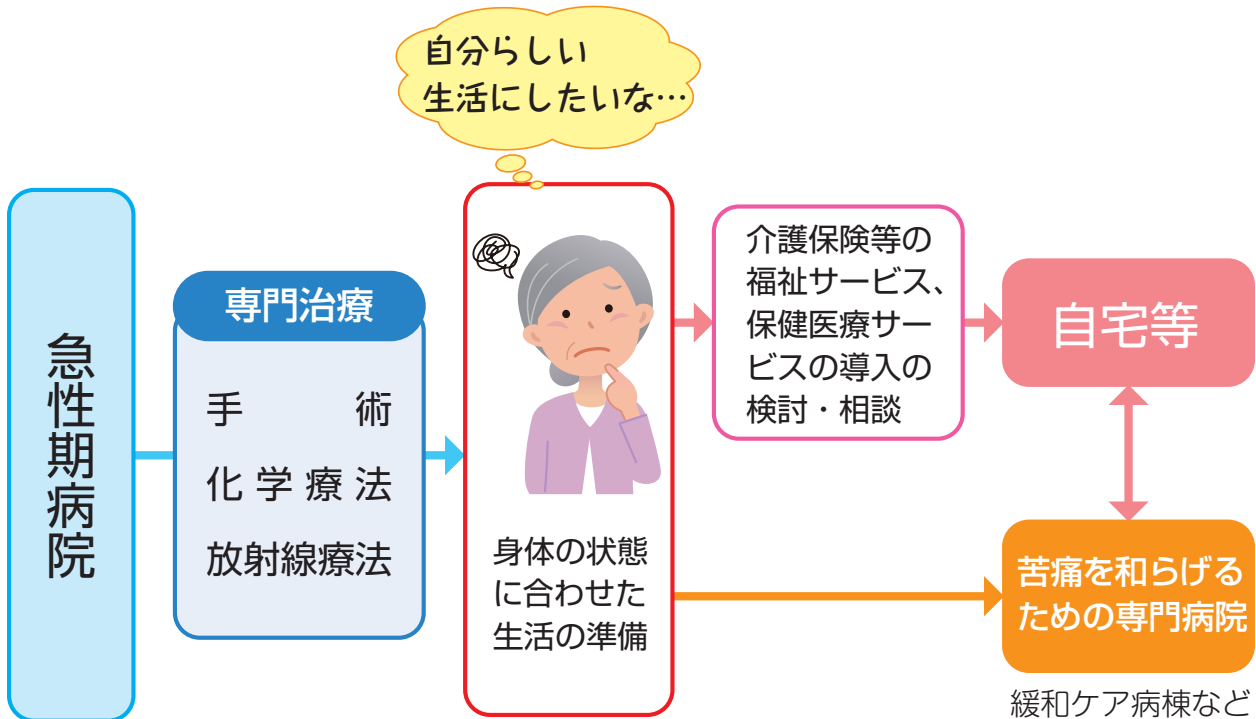 自分らしい
生活にしたいな…
急性期病院
専門治療
手術
化学療法
放射線療法
身体の状態
に合わせた
生活の準備
介護保険等の
福祉サービス、
保健医療サー
ビスの導入の
検討・相談
自宅等
苦痛を和らげる
ための専門病院
緩和ケア病棟など